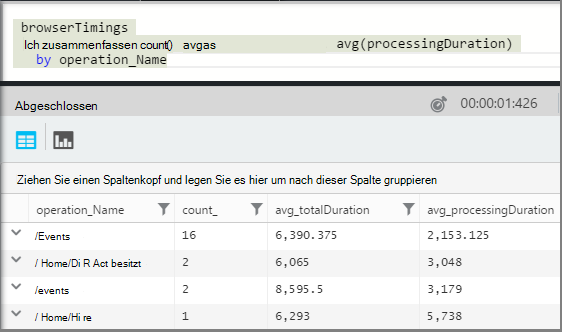 browserTimings
Ich zusammenfassen count() avgas avg(processingDuration)
by operation_Name
Abgeschlossen 00:00:01:426
Ziehen Sie einen Spaltenkopf und legen Sie es hier um nach dieser Spalte gruppieren
operation_Name count_ avg_totalDuration avg_processingDuration
/Events 16 6,390.375 2,153.125
/ Home/Di R Act besitzt 2 6,065 3,048
/events 2 8,595.5 3,179
/ Home/Hi re 1 6,293 5,738